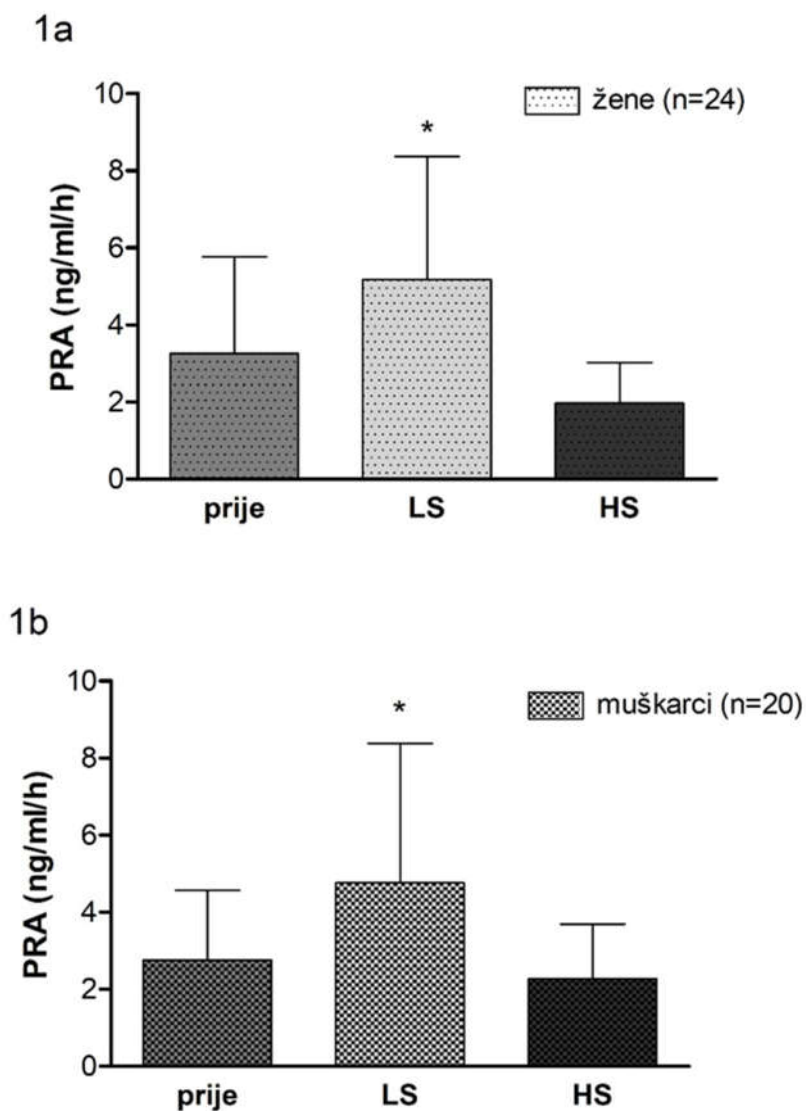 1a
10
8
6
4
2
0
PRA (ng/ml/h)
žene (n=24)
*
prije LS HS
1b
10
8
6
4
2
0
PRA (ng/ml/h)
muškarci (n=20)
*
prije LS HS